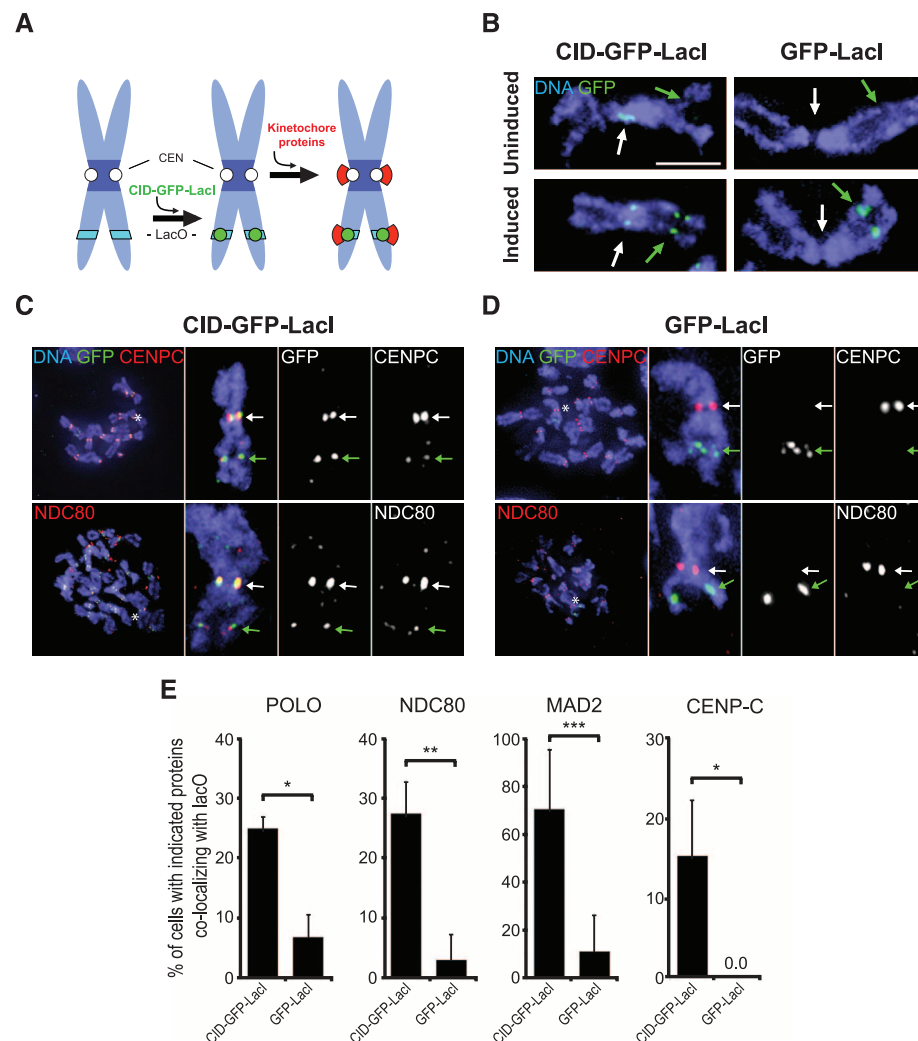 A
Kinetochore
proteins
CEN
CID-GFP-LacI
- LacO -
B
CID-GFP-LacI GFP-LacI
Uninduced
DNA GFP
Induced
C
CID-GFP-LacI
DNA GFP CENPC GFP CENPC
*
NDC80 NDC80
*
D
GFP-LacI
DNA GFP CENPC GFP CENPC
*
NDC80 NDC80
*
E
% of cells with indicated proteins
co-localizing with lacO
POLO
40
30
20
10
0
*
CID-GFP-LacI
GFP-LacI
NDC80
40
30
20
10
0
**
CID-GFP-LacI
GFP-LacI
MAD2
100
80
60
40
20
0
***
CID-GFP-LacI
GFP-LacI
CENP-C
30
20
10
0
*
0.0
CID-GFP-LacI
GFP-LacI